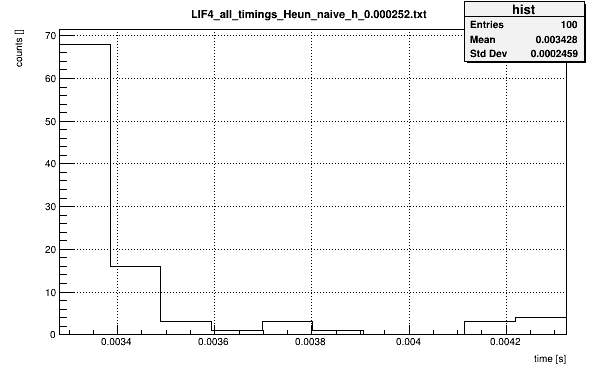 LIF4_all_timings_Heun_naive_h_0.000252.txt
hist
Entries 100
Mean 0.003428
Std Dev 0.0002459
counts []
70
60
50
40
30
20
10
0
0.0034 0.0036 0.0038 0.004 0.0042
time [s]